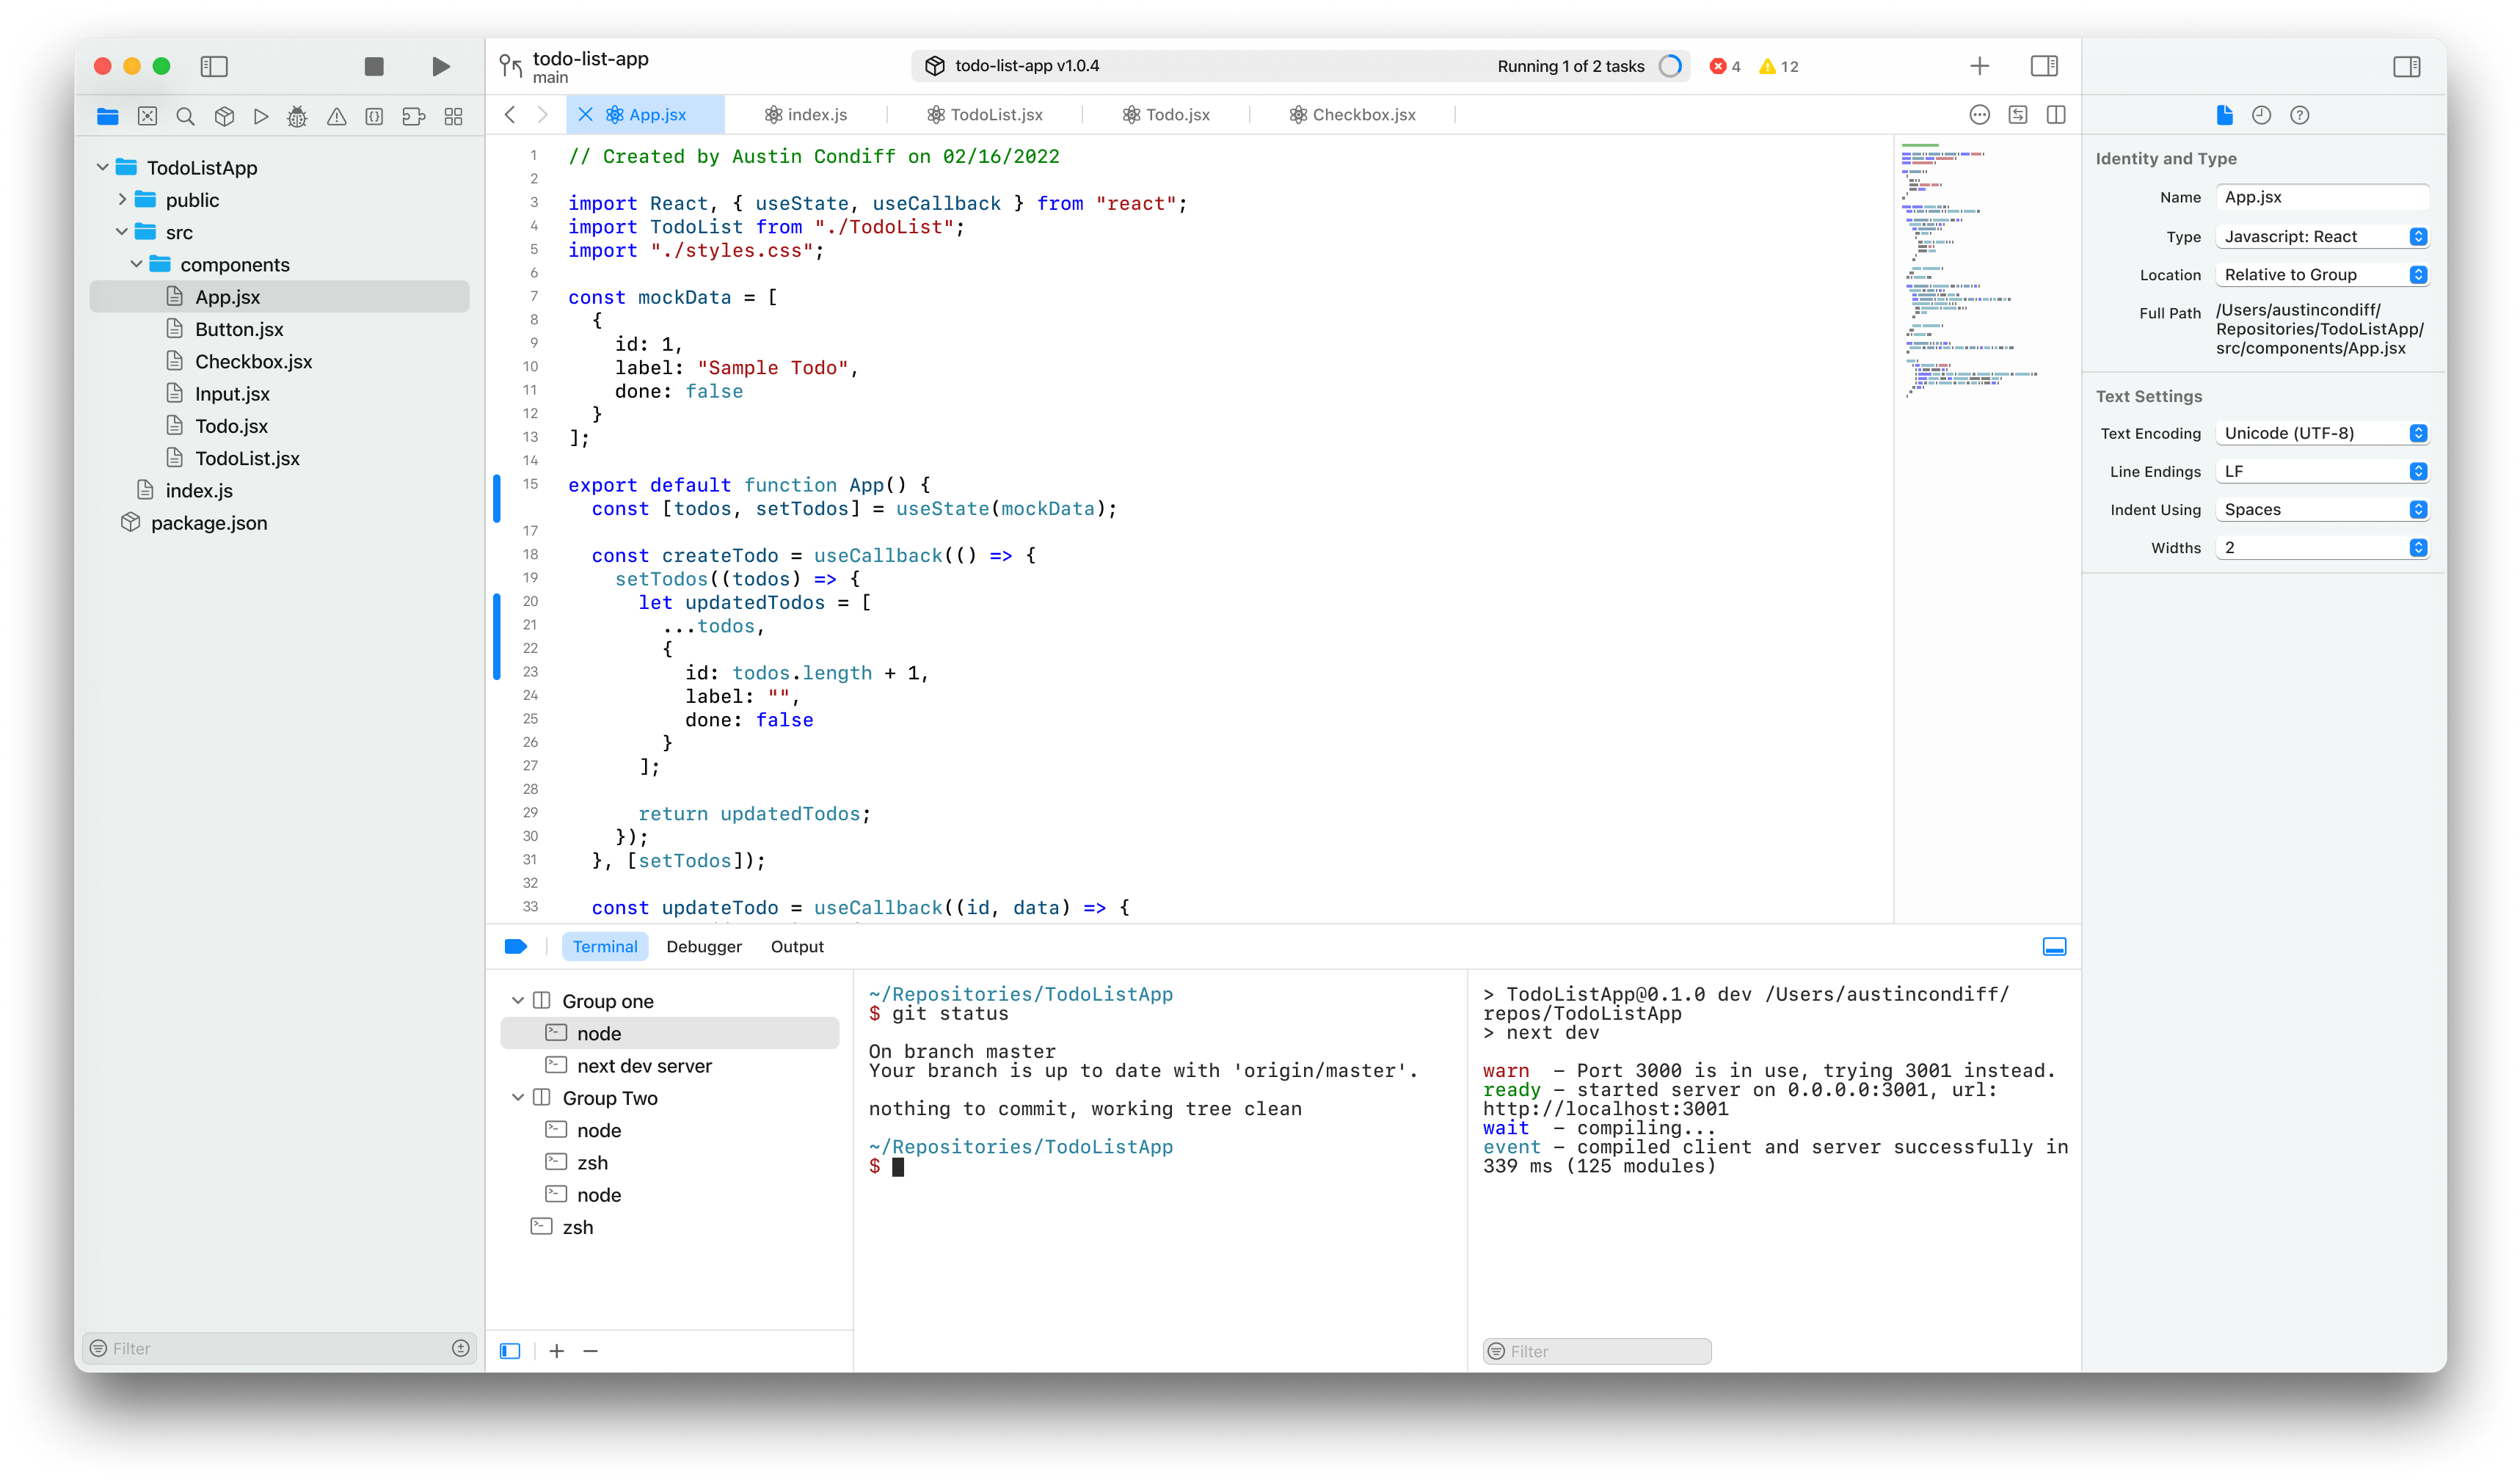 todo-list-app
main
todo-list-app v1.0.4
Running 1 of 2 tasks
4
12
App.jsx
index.js
TodoList.jsx
Todo.jsx
Checkbox.jsx
TodoListApp
public
src
components
App.jsx
Button.jsx
Checkbox.jsx
Input.jsx
Todo.jsx
TodoList.jsx
index.js
package.json
Filter
1 // Created by Austin Condiff on 02/16/2022
2
3 import React, { useState, useCallback } from "react";
4 import TodoList from "./TodoList";
5 import "./styles.css";
6
7 const mockData = [
8 {
9 id: 1,
10 label: "Sample Todo",
11 done: false
12 }
13 ];
14
15 export default function App() {
const [todos, setTodos] = useState(mockData);
17
18 const createTodo = useCallback(() => {
19 setTodos((todos) => {
20 let updatedTodos = [
21 ...todos,
22 {
23 id: todos.length + 1,
24 label: "",
25 done: false
26 }
27 ];
28
29 return updatedTodos;
30 });
31 }, [setTodos]);
32
33 const updateTodo = useCallback((id, data) => {
Terminal
Debugger
Output
Group one
node
next dev server
Group Two
node
zsh
node
zsh
~/Repositories/TodoListApp
$ git status
On branch master
Your branch is up to date with 'origin/master'.
nothing to commit, working tree clean
~/Repositories/TodoListApp
$
> TodoListApp@0.1.0 dev /Users/austincondiff/
repos/TodoListApp
> next dev
warn – Port 3000 is in use, trying 3001 instead.
ready – started server on 0.0.0.0:3001, url:
http://localhost:3001
wait – compiling...
event – compiled client and server successfully in
339 ms (125 modules)
Filter
Identity and Type
Name App.jsx
Type Javascript: React
Location Relative to Group
Full Path /Users/austincondiff/
Repositories/TodoListApp/
src/components/App.jsx
Text Settings
Text Encoding Unicode (UTF-8)
Line Endings LF
Indent Using Spaces
Widths 2